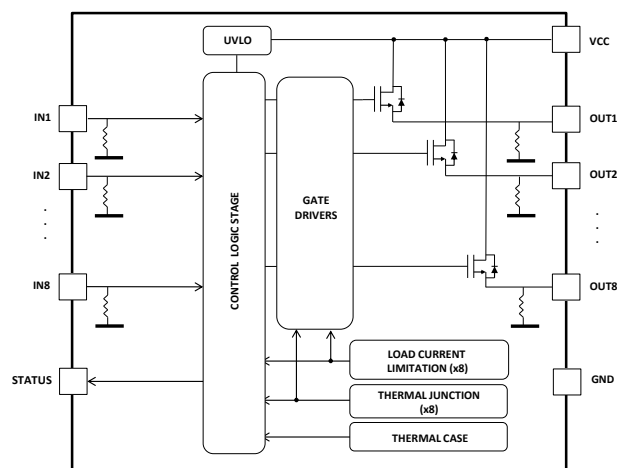 UVLO
VCC
IN1
OUT1
IN2
OUT2
.
.
.
.
.
.
CONTROL LOGIC STAGE
GATE
DRIVERS
IN8
OUT8
LOAD CURRENT
LIMITATION (x8)
STATUS
GND
THERMAL JUNCTION
(x8)
THERMAL CASE